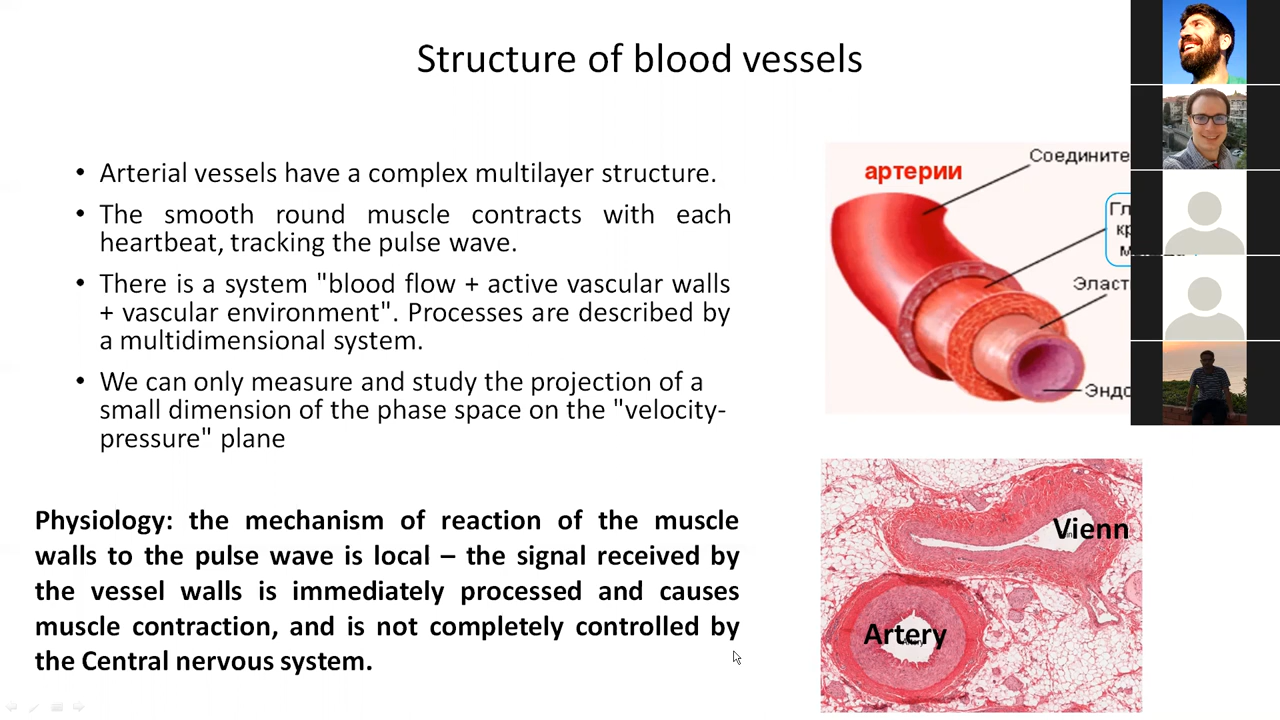 Structure of blood vessels
• Arterial vessels have a complex multilayer structure.
• The smooth round muscle contracts with each
heartbeat, tracking the pulse wave.
• There is a system "blood flow + active vascular walls
+ vascular environment". Processes are described by
a multidimensional system.
• We can only measure and study the projection of a
small dimension of the phase space on the "velocity-
pressure" plane
Physiology: the mechanism of reaction of the muscle
walls to the pulse wave is local – the signal received by
the vessel walls is immediately processed and causes
muscle contraction, and is not completely controlled by
the Central nervous system.
артерии
Соедините
Гл
кр
Эласт
Эндо
Vienn
Artery